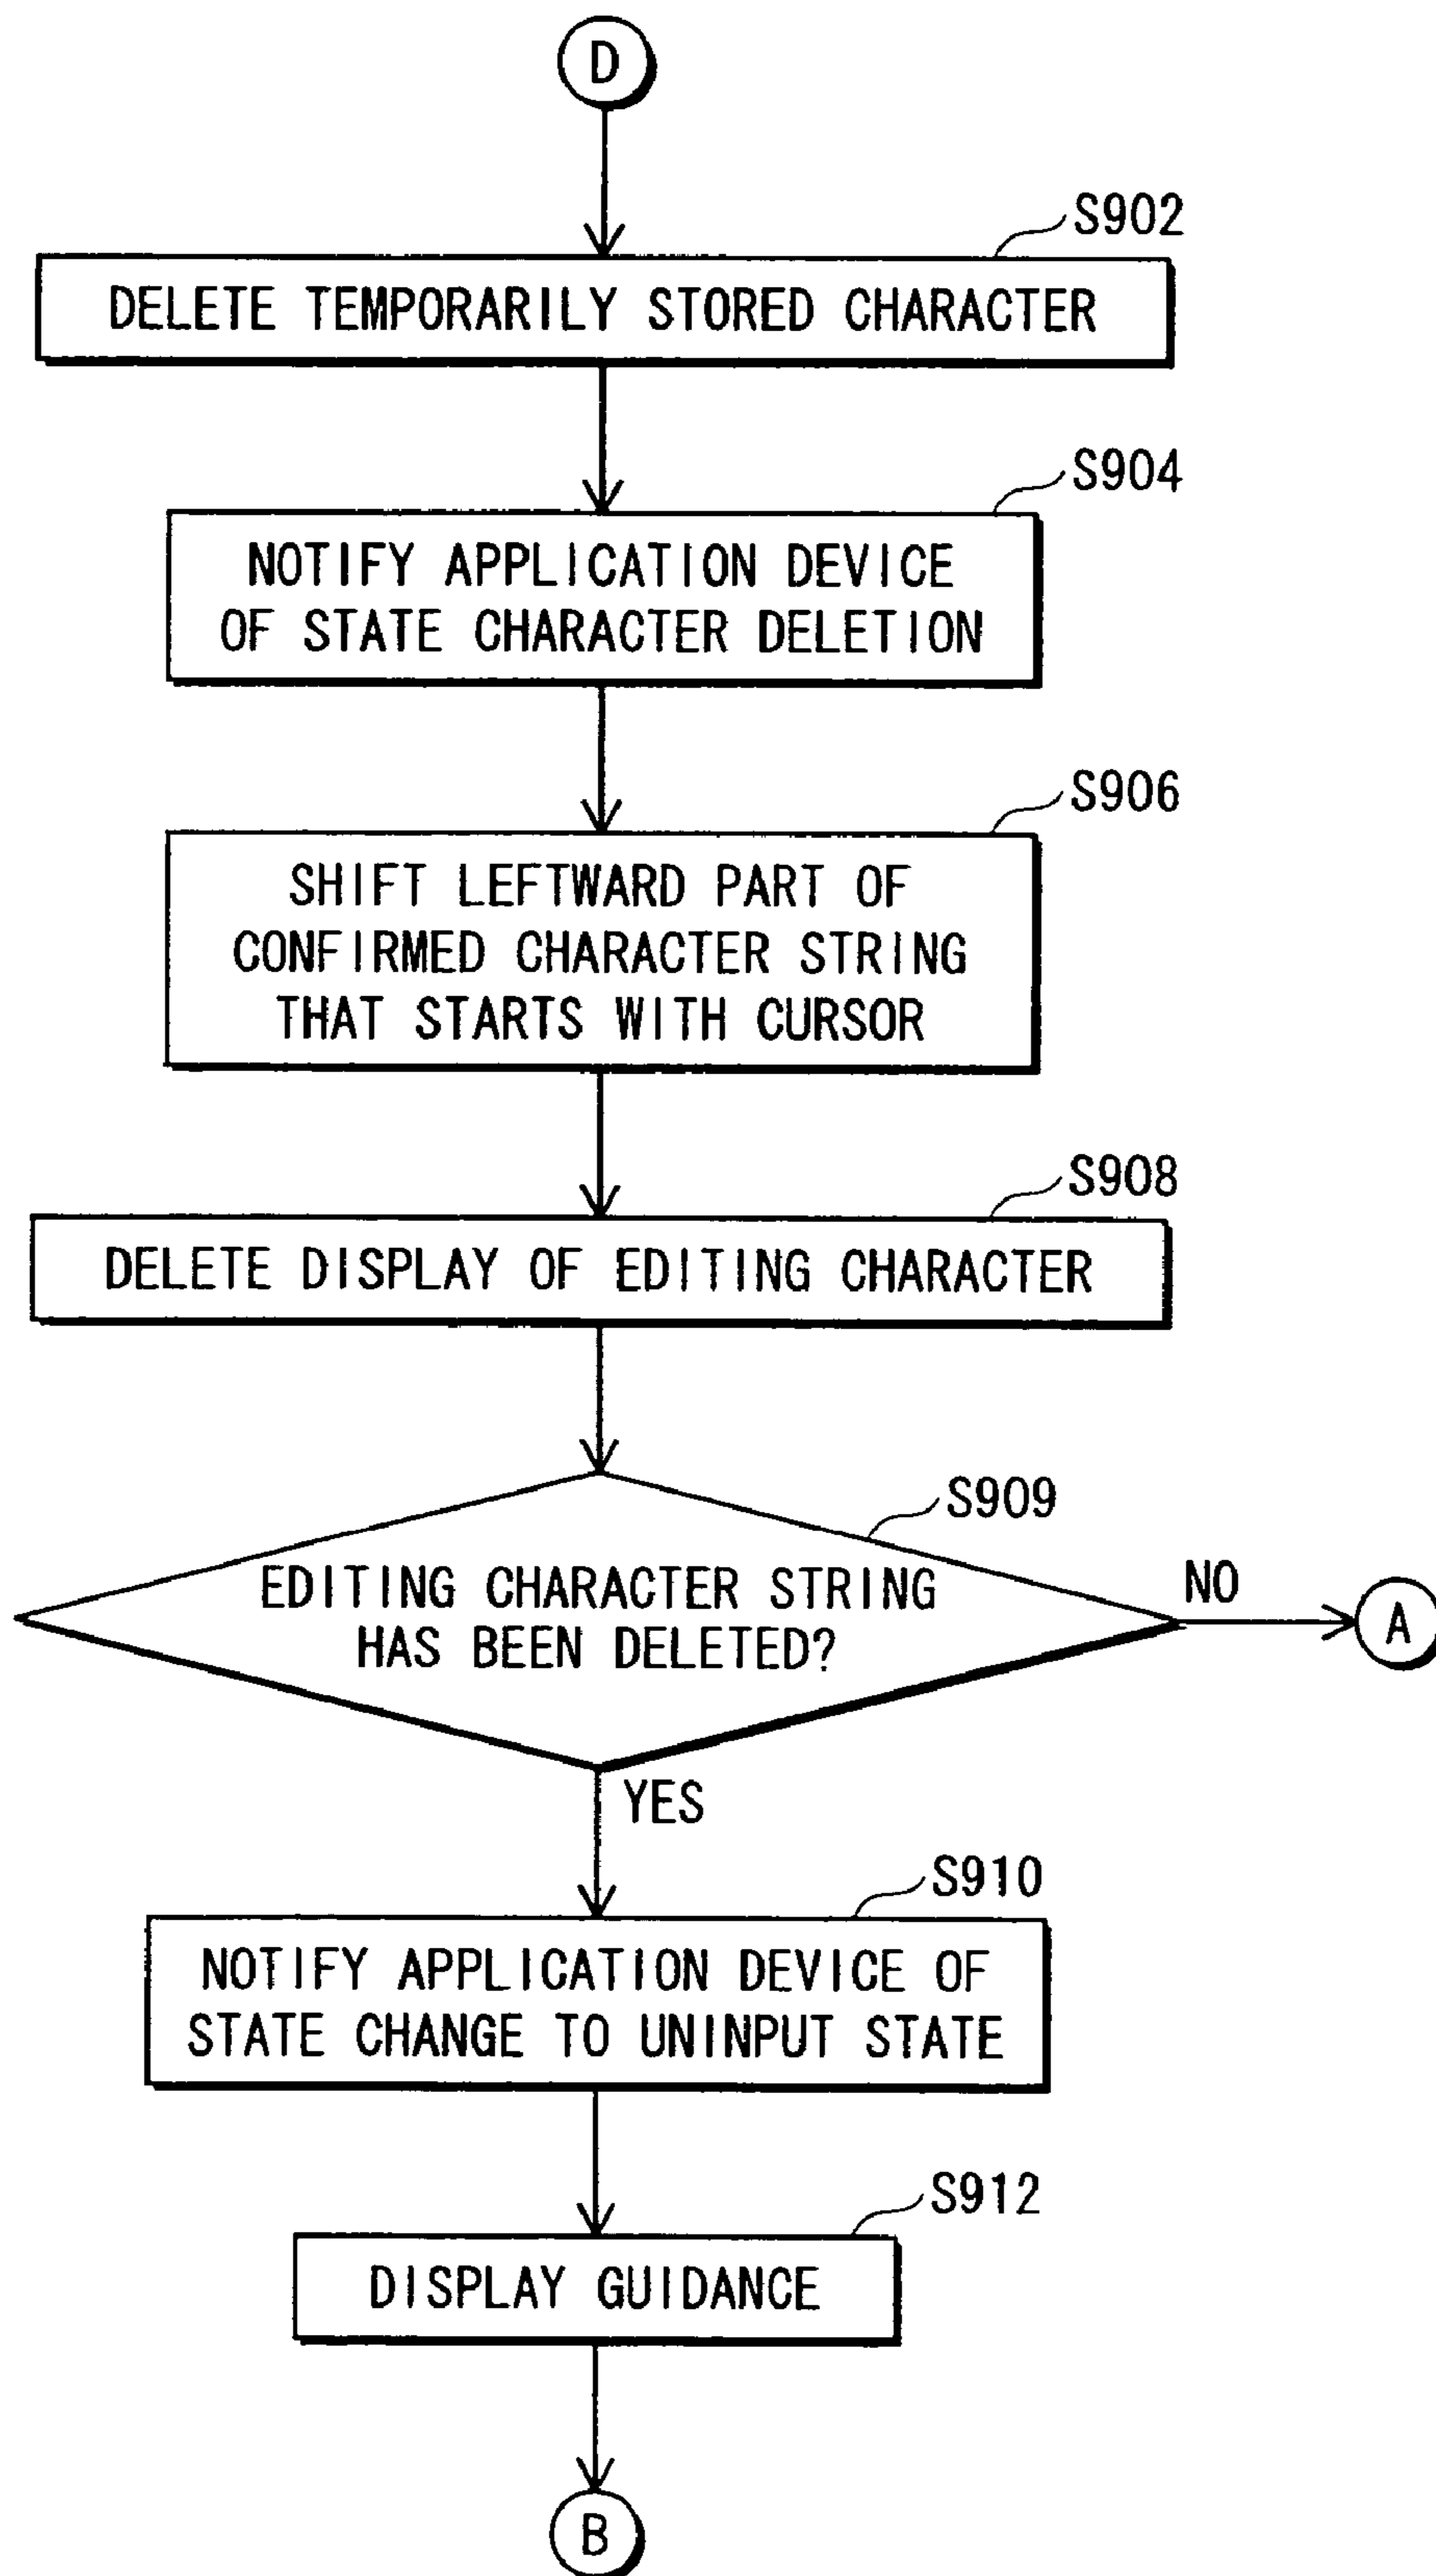 D
S902
DELETE TEMPORARILY STORED CHARACTER
S904
NOTIFY APPLICATION DEVICE
OF STATE CHARACTER DELETION
S906
SHIFT LEFTWARD PART OF
CONFIRMED CHARACTER STRING
THAT STARTS WITH CURSOR
S908
DELETE DISPLAY OF EDITING CHARACTER
S909
EDITING CHARACTER STRING
HAS BEEN DELETED?
NO
A
YES
S910
NOTIFY APPLICATION DEVICE OF
STATE CHANGE TO UNINPUT STATE
S912
DISPLAY GUIDANCE
B